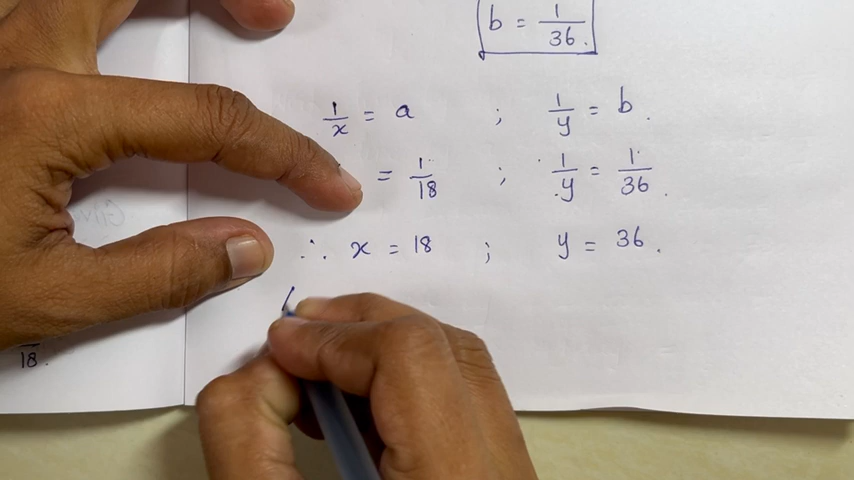 b = 1/36.
1/x = a ; 1/y = b.
= 1/18 ; 1/y = 1/36.
∴ x = 18 ; y = 36.
18.